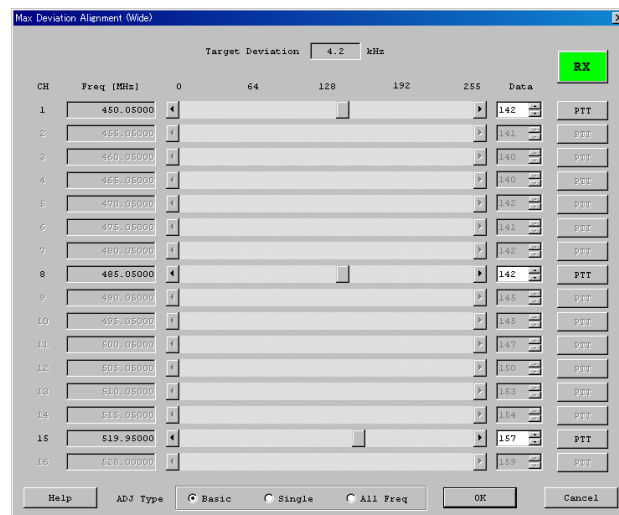 Max Deviation Alignment (Wide)
Target Deviation 4.2 kHz
RX
CH Freq [MHz] 0 64 128 192 255 Data
1 450.05000 142 PTT
2 455.05000 141 PTT
3 460.05000 140 PTT
4 465.05000 140 PTT
5 470.05000 142 PTT
6 475.05000 141 PTT
7 480.05000 142 PTT
8 485.05000 142 PTT
9 490.05000 145 PTT
10 495.05000 145 PTT
11 500.05000 147 PTT
12 505.05000 150 PTT
13 510.05000 153 PTT
14 515.05000 154 PTT
15 519.95000 157 PTT
16 528.00000 159 PTT
Help ADJ Type Basic Single All Freq OK Cancel